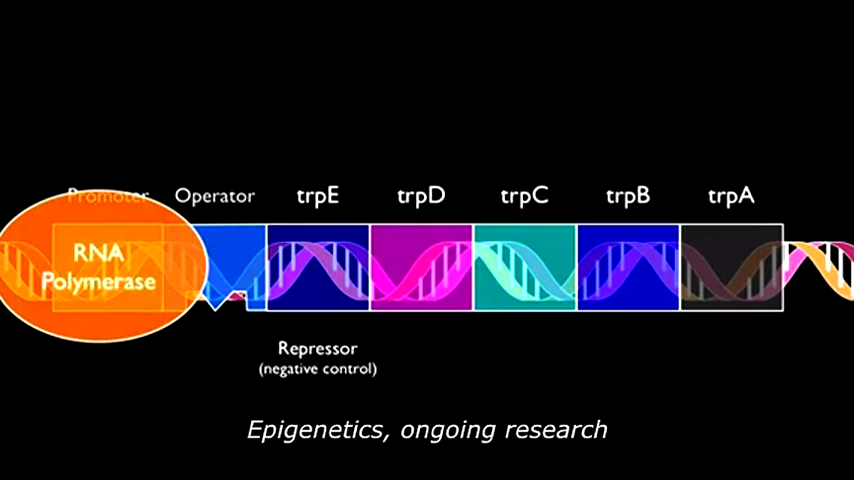 Promoter Operator trpE trpD trpC trpB trpA
RNA
Polymerase
Repressor
(negative control)
Epigenetics, ongoing research